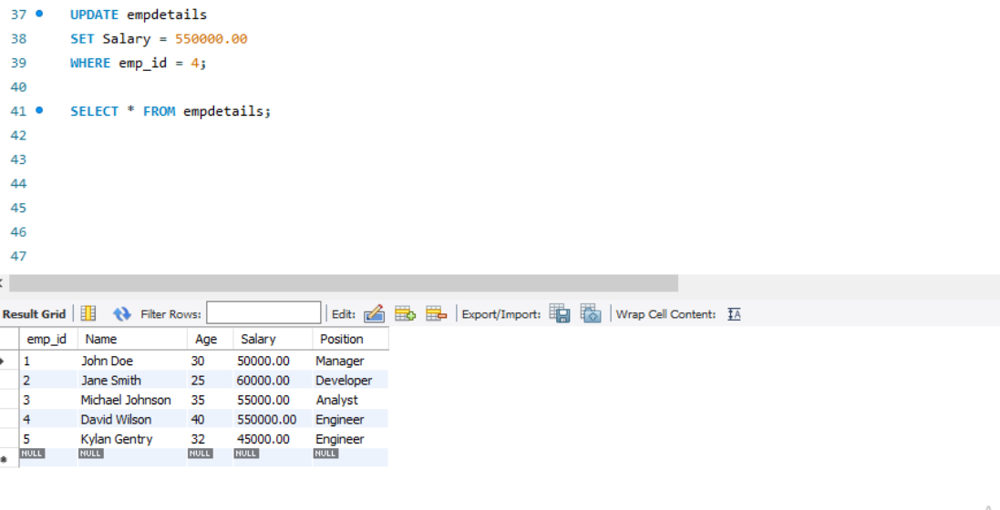 37 UPDATE empdetails
38 SET Salary = 550000.00
39 WHERE emp_id = 4;
40
41 SELECT * FROM empdetails;
42
43
44
45
46
47
Result Grid Filter Rows: Edit: Export/Import: Wrap Cell Content: IA
emp_id Name Age Salary Position
1 John Doe 30 50000.00 Manager
2 Jane Smith 25 60000.00 Developer
3 Michael Johnson 35 55000.00 Analyst
4 David Wilson 40 550000.00 Engineer
5 Kylan Gentry 32 45000.00 Engineer
NULL NULL NULL NULL NULL